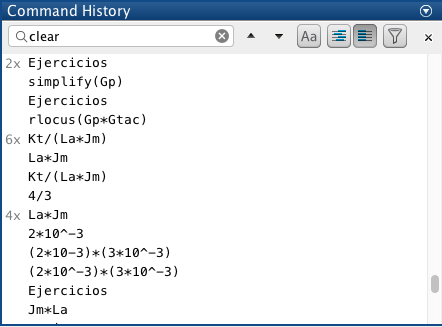 Command History
clear
Aa
2x Ejercicios
simplify(Gp)
Ejercicios
rlocus(Gp*Gtac)
6x Kt/(La*Jm)
La*Jm
Kt/(La*Jm)
4/3
4x La*Jm
2*10^-3
(2*10-3)*(3*10^-3)
(2*10^-3)*(3*10^-3)
Ejercicios
Jm*La